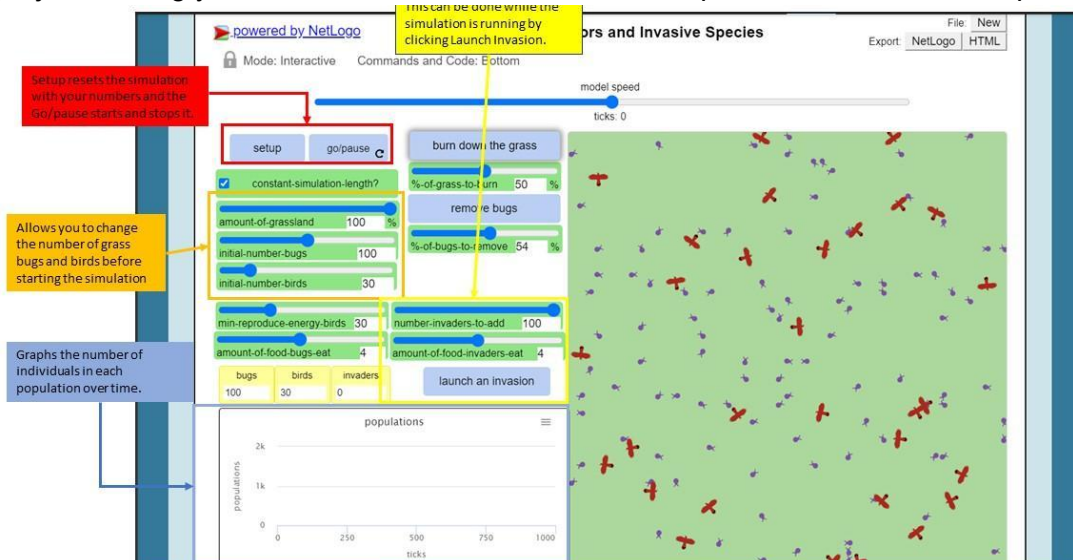 This can be done while the
simulation is running by
clicking Launch Invasion.
powered by NetLogo
ors and Invasive Species
File: New
Export: NetLogo HTML
Mode: Interactive Commands and Code: Bottom
Setup resets the simulation
with your numbers and the
Go/pause starts and stops it.
model speed
ticks: 0
setup
go/pause
burn down the grass
constant-simulation-length?
%-of-grass-to-burn 50 %
remove bugs
amount-of-grassland 100 %
%-of-bugs-to-remove 54 %
initial-number-bugs 100
initial-number-birds 30
Allows you to change
the number of grass
bugs and birds before
starting the simulation
min-reproduce-energy-birds 30
number-invaders-to-add 100
amount-of-food-bugs-eat 4
amount-of-food-invaders-eat 4
bugs birds invaders
100 30 0
launch an invasion
Graphs the number of
individuals in each
population over time.
populations
2k
1k
0
populations
0 250 500 750 1000
ticks